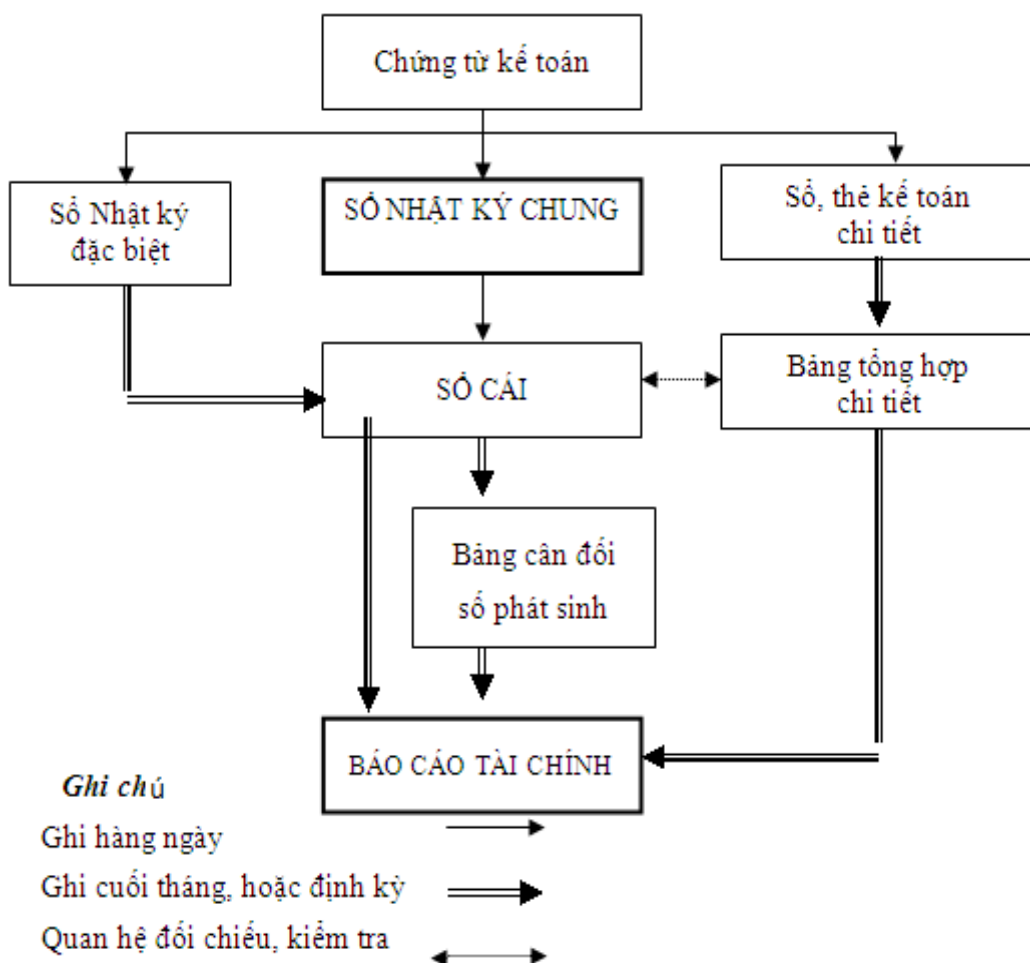 Chứng từ kế toán
Sổ Nhật ký
đặc biệt
SỔ NHẬT KÝ CHUNG
Sổ, thẻ kế toán
chi tiết
SỔ CÁI
Bảng tổng hợp
chi tiết
Bảng cân đối
số phát sinh
BÁO CÁO TÀI CHÍNH
Ghi chú
Ghi hàng ngày
Ghi cuối tháng, hoặc định kỳ
Quan hệ đối chiếu, kiểm tra